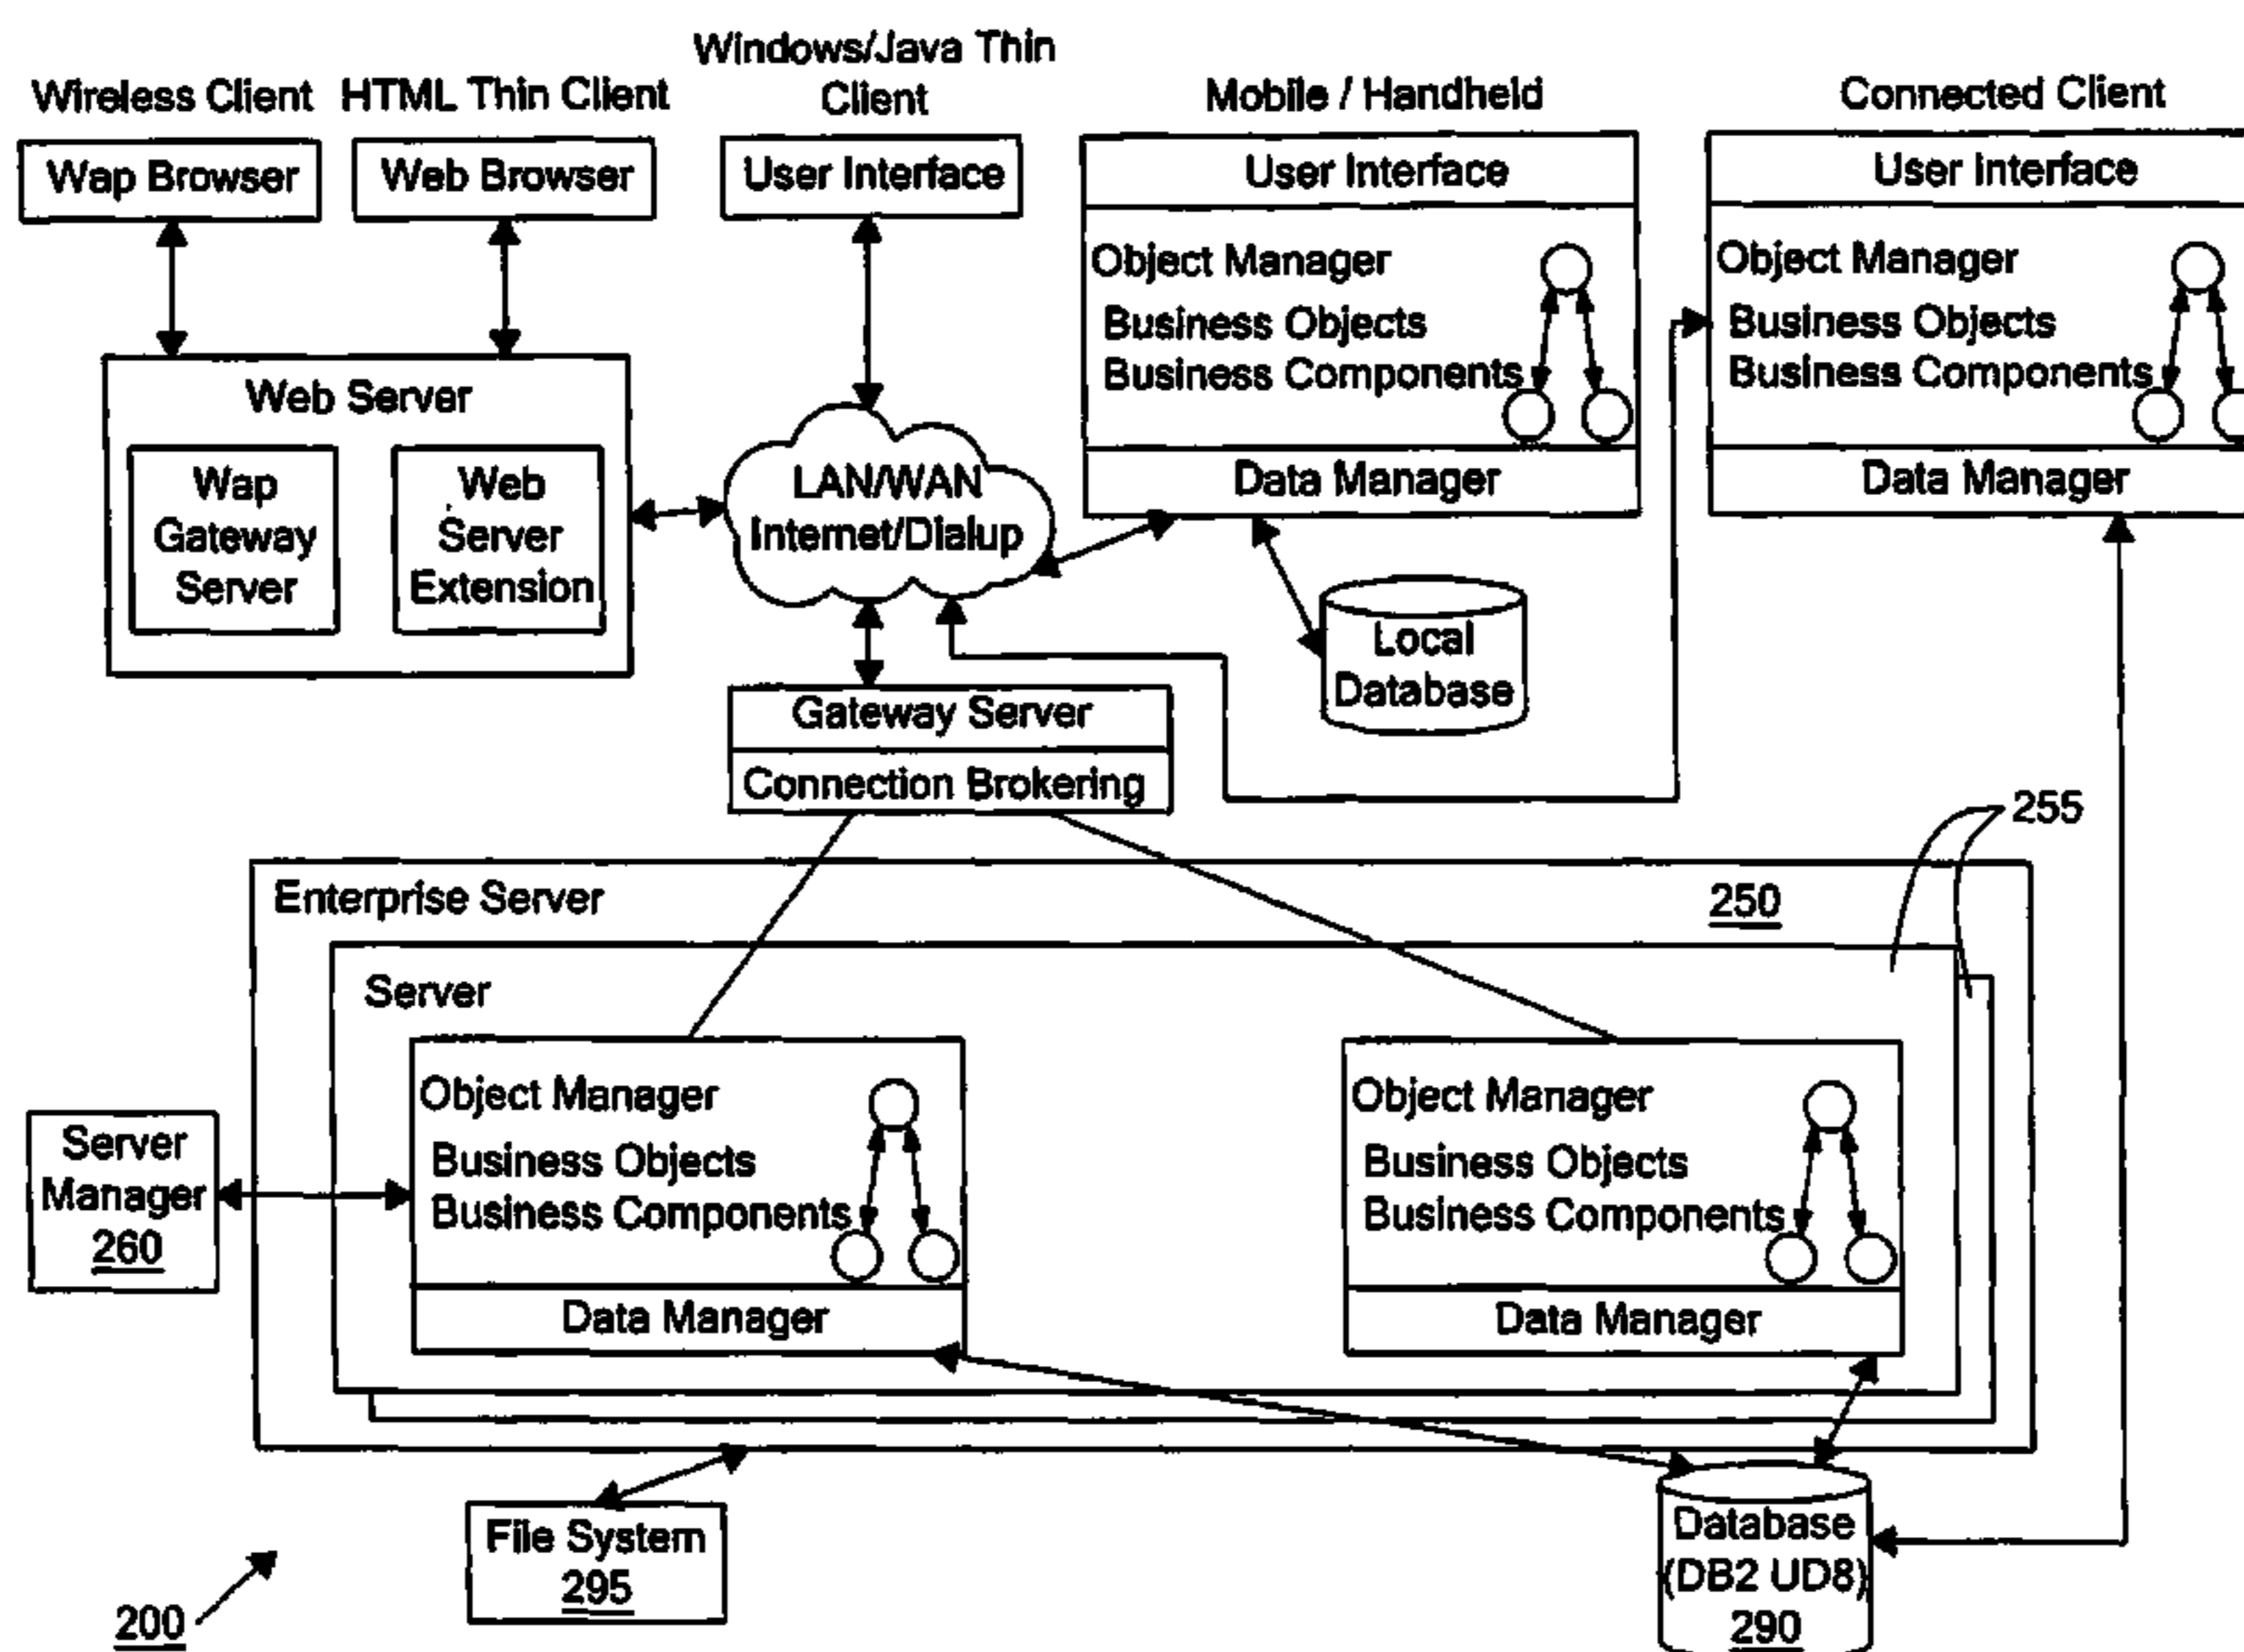 Windows/Java Thin
Client
Wireless Client
HTML Thin Client
Mobile / Handheld
Connected Client
Wap Browser
Web Browser
User Interface
User Interface
User Interface
Object Manager
Business Objects
Business Components
Data Manager
Object Manager
Business Objects
Business Components
Data Manager
Web Server
Wap
Gateway
Server
Web
Server
Extension
LAN/WAN
Internet/Dialup
Local
Database
Gateway Server
Connection Brokering
255
Enterprise Server
250
Server
Object Manager
Business Objects
Business Components
Data Manager
Object Manager
Business Objects
Business Components
Data Manager
Server
Manager
260
File System
295
Database
(DB2 UD8)
290
200